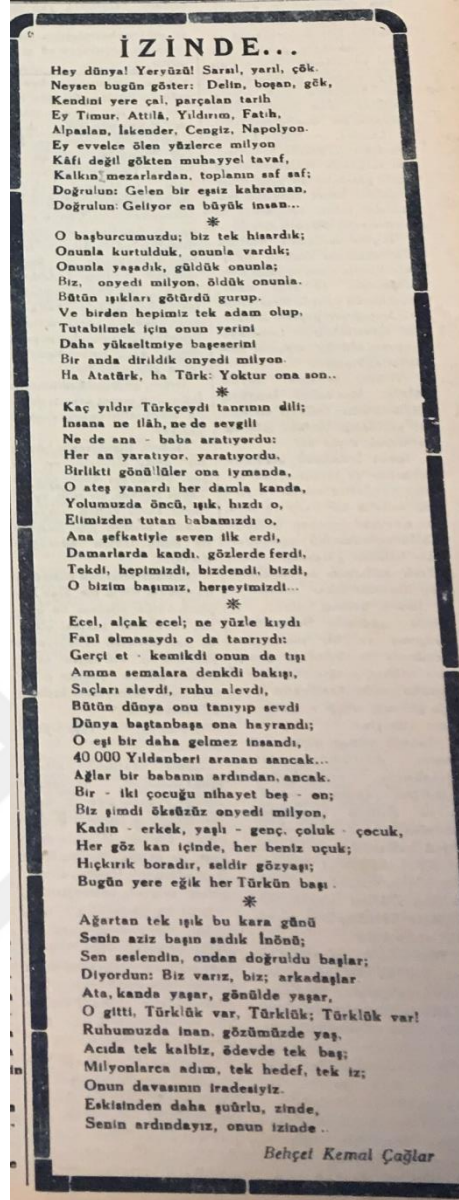 İZİNDE...
Hey dünya! Yeryüzü! Sarsıl, yarıl, çök.
Neysen bugün göster: Delin, boşan, gök,
Kendini yere çal, parçalan tarih
Ey Timur, Attilâ, Yıldırım, Fatih,
Alpaslan, İskender, Cengiz, Napolyon.
Ey evvelce ölen yüzlerce milyon
Kâfi değil gökten muhayyel tavaf,
Kalkın mezarlardan, toplanın saf saf;
Doğrulun: Gelen bir eşsiz kahraman,
Doğrulun: Geliyor en büyük insan...
*
O başburcumuzdu; biz tek hisardık;
Onunla kurtulduk, onunla vardık;
Onunla yaşadık, güldük onunla;
Biz, onyedi milyon, öldük onunla.
Bütün ışıkları götürdü gurup.
Ve birden hepimiz tek adam olup,
Tutabilmek için onun yerini
Daha yükseltmiye başeserini
Bir anda dirildik onyedi milyon.
Ha Atatürk, ha Türk: Yoktur ona son..
*
Kaç yıldır Türkçeydi tanrının dili;
İnsana ne ilâh, ne de sevgili
Ne de ana - baba aratıyordu:
Her an yaratıyor, yaratıyordu.
Birlikti gönüllüler ona iymanda,
O ateş yanardı her damla kanda,
Yolumuzda öncü, ışık, hızdı o,
Elimizden tutan babamızdı o,
Ana şefkatiyle seven ilk erdi,
Damarlarda kandı, gözlerde ferdi,
Tekdi, hepimizdi, bizdendi, bizdi,
O bizim başımız, herşeyimizdi...
*
Ecel, alçak ecel; ne yüzle kıydı
Fani olmasaydı o da tanrıydı:
Gerçi et - kemikdi onun da dışı
Amma semalara denkdi bakışı,
Saçları alevdi, ruhu alevdi,
Bütün dünya onu tanıyıp sevdi
Dünya baştanbaşa ona hayrandı;
O eşi bir daha gelmez insandı,
40 000 Yıldanberi aranan sancak...
Ağlar bir babanın ardından, ancak.
Bir - iki çocuğu nihayet beş - on;
Biz şimdi öksüzüz onyedi milyon,
Kadın - erkek, yaşlı - genç, çoluk - çocuk,
Her göz kan içinde, her beniz uçuk;
Hıçkırık boradır, seldir gözyaşı;
Bugün yere eğik her Türkün başı.
*
Ağartan tek ışık bu kara günü
Senin aziz başın sadık İnönü;
Sen seslendin, ondan doğruldu başlar;
Diyordun: Biz varız, biz; arkadaşlar
Ata, kanda yaşar, gönülde yaşar,
O gitti, Türklük var, Türklük; Türklük var!
Ruhumuzda inan, gözümüzde yaş,
Acıda tek kalbiz, ödevde tek baş;
Milyonlarca adım, tek hedef, tek iz;
Onun davasının iradesiyiz.
Eskisinden daha şuûrlu, zinde,
Senin ardındayız, onun izinde..
Behçet Kemal Çağlar